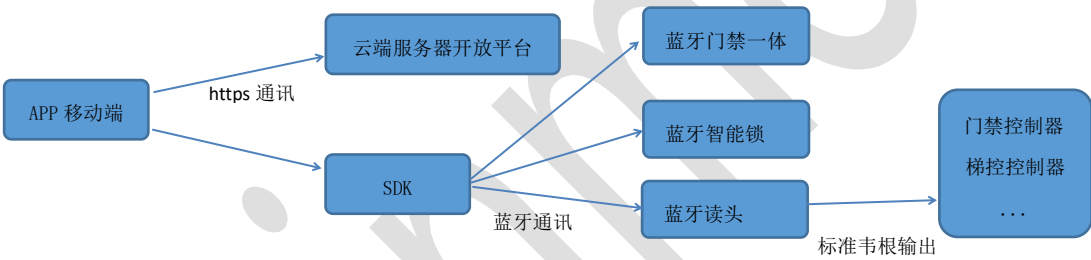 云端服务器开放平台
蓝牙门禁一体
https 通讯
APP 移动端
蓝牙智能锁
门禁控制器
梯控控制器
...
SDK
蓝牙读头
蓝牙通讯
标准韦根输出